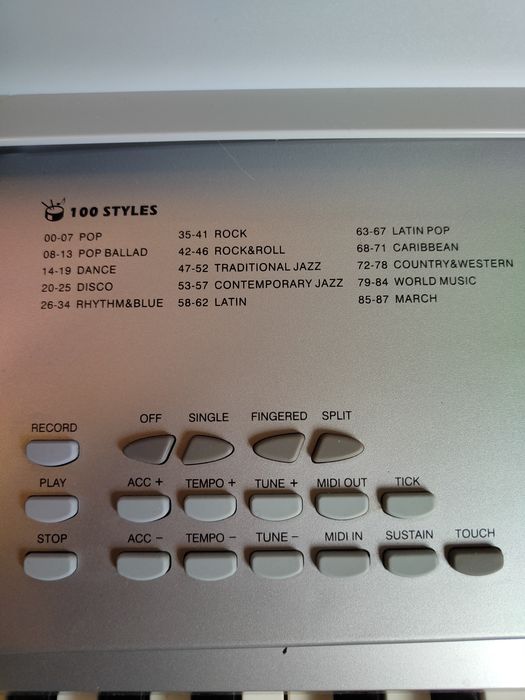 100 STYLES
00-07 POP
08-13 POP BALLAD
14-19 DANCE
20-25 DISCO
26-34 RHYTHM&BLUE
35-41 ROCK
42-46 ROCK&ROLL
47-52 TRADITIONAL JAZZ
53-57 CONTEMPORARY JAZZ
58-62 LATIN
63-67 LATIN POP
68-71 CARIBBEAN
72-78 COUNTRY&WESTERN
79-84 WORLD MUSIC
85-87 MARCH
RECORD OFF SINGLE FINGERED SPLIT
PLAY ACC + TEMPO + TUNE + MIDI OUT TICK
STOP ACC - TEMPO - TUNE - MIDI IN SUSTAIN TOUCH